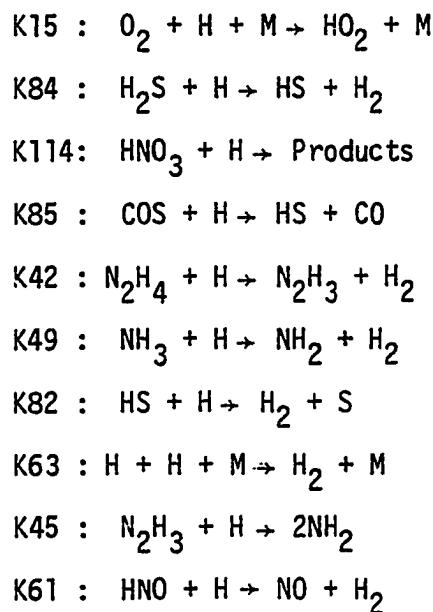 K15 : O₂ + H + M → HO₂ + M
K84 : H₂S + H → HS + H₂
K114: HNO₃ + H → Products
K85 : COS + H → HS + CO
K42 : N₂H₄ + H → N₂H₃ + H₂
K49 : NH₃ + H → NH₂ + H₂
K82 : HS + H → H₂ + S
K63 : H + H + M → H₂ + M
K45 : N₂H₃ + H → 2NH₂
K61 : HNO + H → NO + H₂